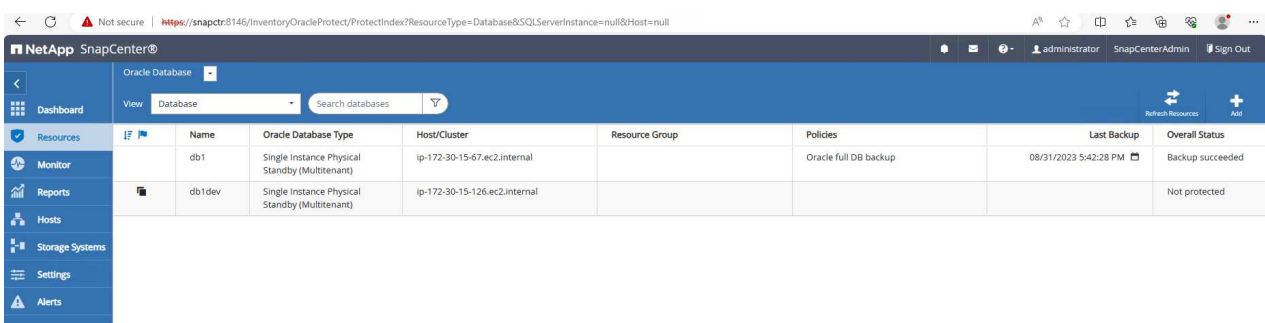 Not secure | https://snapctr:8146/InventoryOracleProtect/ProtectIndex?ResourceType=Database&SQLServerInstance=null&Host=null
NetApp SnapCenter®
administrator SnapCenterAdmin Sign Out
Oracle Database
View Database Search databases
Refresh Resources Add
Dashboard
Resources
Monitor
Reports
Hosts
Storage Systems
Settings
Alerts
Name Oracle Database Type Host/Cluster Resource Group Policies Last Backup Overall Status
db1 Single Instance Physical Standby (Multitenant) ip-172-30-15-67.ec2.internal Oracle full DB backup 08/31/2023 5:42:28 PM Backup succeeded
db1dev Single Instance Physical Standby (Multitenant) ip-172-30-15-126.ec2.internal Not protected